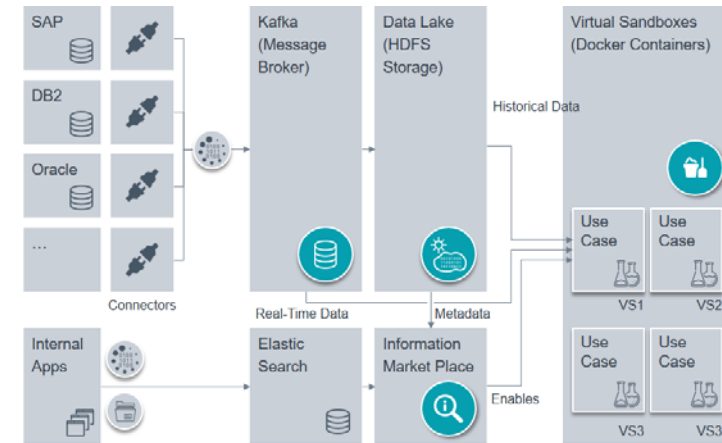 SAP
DB2
Oracle
...
Connectors
Kafka
(Message
Broker)
Data Lake
(HDFS
Storage)
Historical Data
Virtual Sandboxes
(Docker Containers)
Use
Case
VS1
Use
Case
VS2
Use
Case
VS3
Use
Case
VS3
Real-Time Data
Metadata
Internal
Apps
Elastic
Search
Information
Market Place
Enables